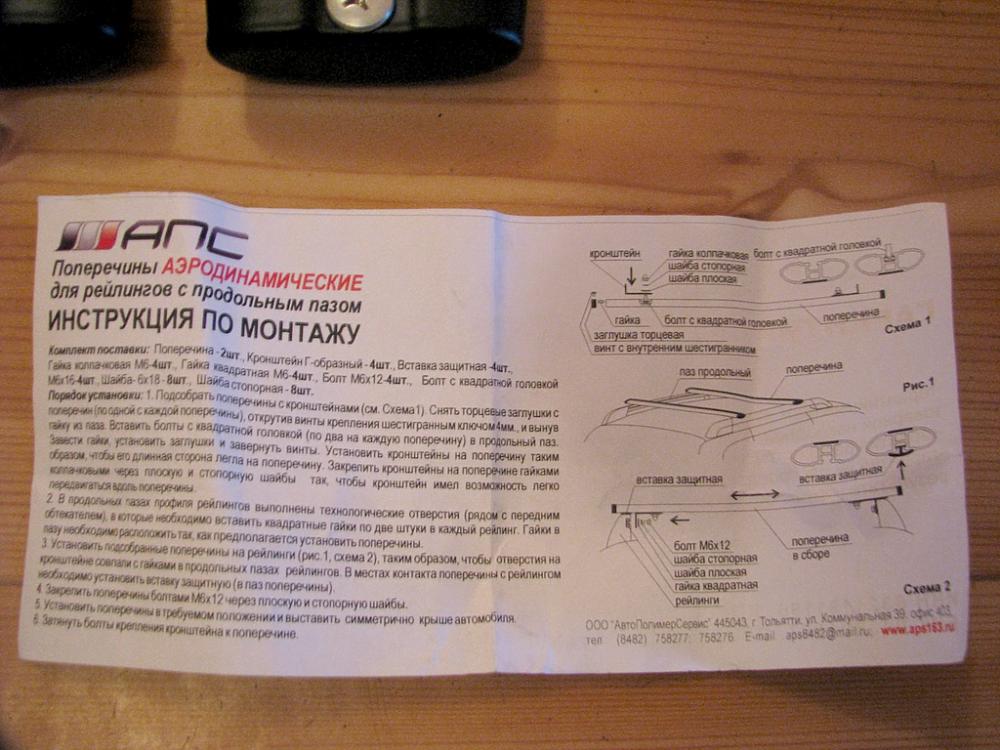 АПС
Поперечины АЭРОДИНАМИЧЕСКИЕ
для рейлингов с продольным пазом
ИНСТРУКЦИЯ ПО МОНТАЖУ
Комплект поставки: Поперечина - 2шт., Кронштейн Г-образный - 4шт., Вставка защитная -4шт.,
Гайка колпачковая М6-4шт., Гайка квадратная М6-4шт., Болт М6х12-4шт., Болт с квадратной головкой
М6х16-4шт., Шайба- 6х18 - 8шт., Шайба стопорная - 8шт.
Порядок установки: 1. Подсобрать поперечины с кронштейнами (см. Схема1). Снять торцевые заглушки с
поперечин (по одной с каждой поперечины), открутив винты крепления шестигранным ключом 4мм., и вынув
гайку из паза. Вставить болты с квадратной головкой (по два на каждую поперечину) в продольный паз.
Завести гайки, установить заглушки и завернуть винты. Установить кронштейны на поперечину таким
образом, чтобы его длинная сторона легла на поперечину. Закрепить кронштейны на поперечине гайками
колпачковыми через плоскую и стопорную шайбы так, чтобы кронштейн имел возможность легко
передвигаться вдоль поперечины.
2. В продольных пазах профиля рейлингов выполнены технологические отверстия (рядом с передним
обтекателем), в которые необходимо вставить квадратные гайки по две штуки в каждый рейлинг. Гайки в
пазу необходимо расположить так, как предполагается установить поперечины.
3. Установить подсобранные поперечины на рейлинги (рис.1, схема 2), таким образом, чтобы отверстия на
кронштейне совпали с гайками в продольных пазах рейлингов. В местах контакта поперечины с рейлингом
необходимо установить вставку защитную (в паз поперечины).
4. Закрепить поперечины болтами М6х12 через плоскую и стопорную шайбы.
5. Установить поперечины в требуемом положении и выставить симметрично крыше автомобиля.
6. Затянуть болты крепления кронштейна к поперечине.
кронштейн
гайка колпачковая
болт с квадратной головкой
шайба стопорная
шайба плоская
гайка
болт с квадратной головкой
поперечина
заглушка торцевая
винт с внутренним шестигранником
Схема 1
паз продольный
поперечина
Рис.1
вставка защитная
вставка защитная
болт М6х12
шайба стопорная
шайба плоская
гайка квадратная
рейлинги
поперечина
в сборе
Схема 2
ООО "АвтоПолимерСервис" 445043, г. Тольятти, ул. Коммунальная 39, офис 403,
тел (8482) 758277; 758276 E-mail aps8482@mail.ru; www.aps163.ru